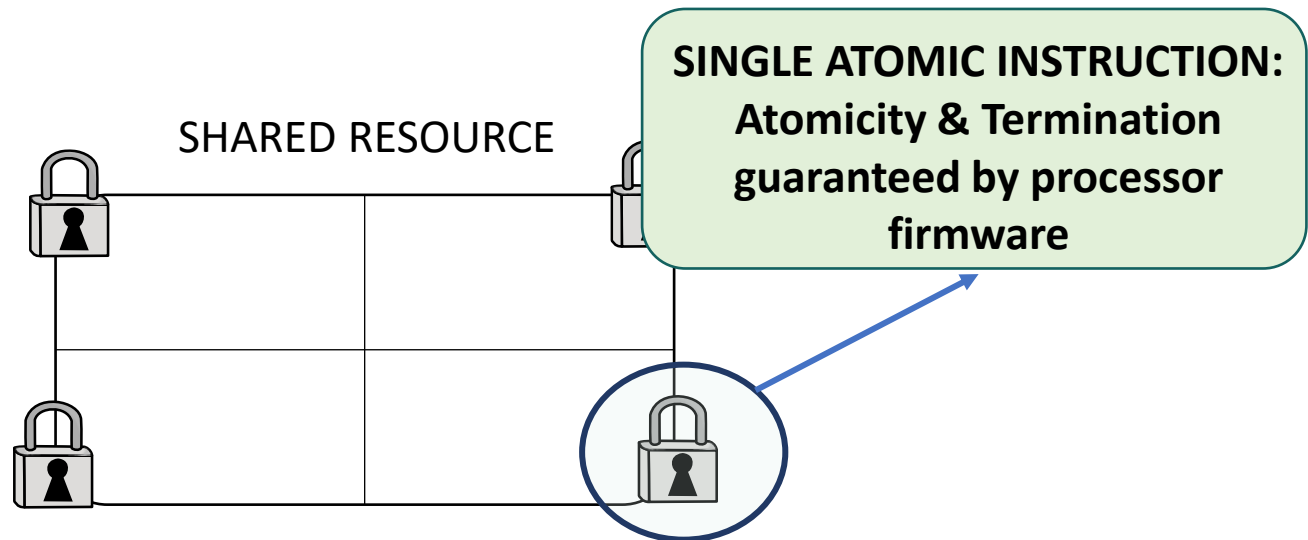 SINGLE ATOMIC INSTRUCTION:
Atomicity & Termination
guaranteed by processor
firmware
SHARED RESOURCE